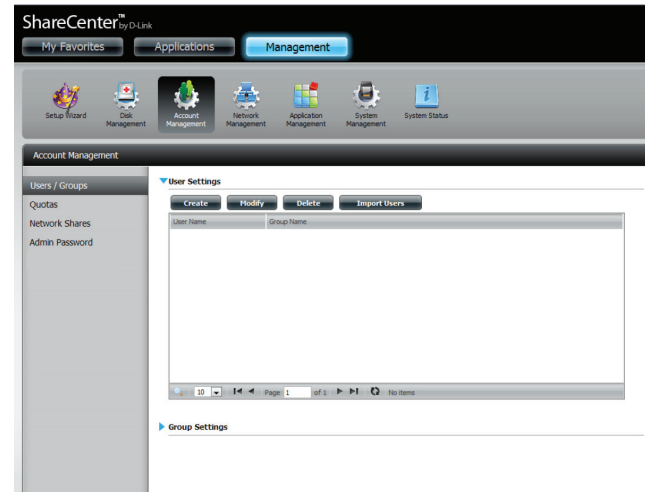 ShareCenter™ by D-Link
My Favorites Applications Management
Setup Wizard Disk Management Account Management Network Management Application Management System Management System Status
Account Management
Users / Groups
Quotas
Network Shares
Admin Password
User Settings
Create Modify Delete Import Users
User Name Group Name
10 Page 1 of 1 No items
Group Settings